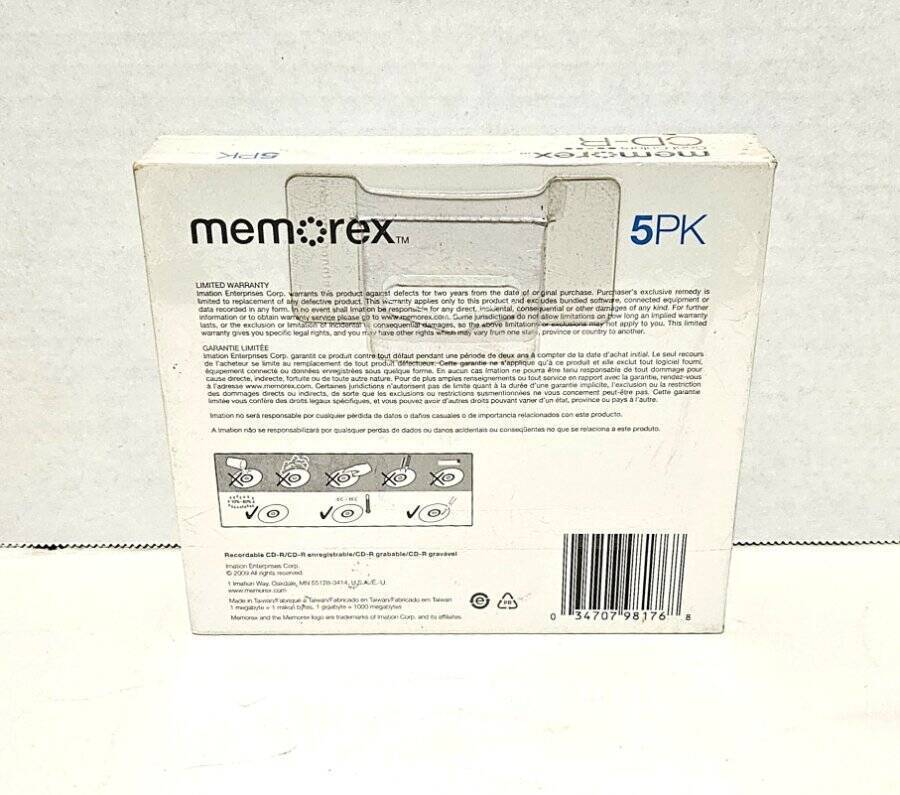 5PK
memorex
CD-R
Cool Colors
memorex™
5PK
LIMITED WARRANTY
Imation Enterprises Corp. warrants this product against defects for two years from the date of original purchase. Purchaser's exclusive remedy is
limited to replacement of any defective product. This warranty applies only to this product and excludes bundled software, connected equipment or
data recorded in any form. In no event shall Imation be responsible for any direct, incidental, consequential or other damages of any kind. For further
information or to obtain warranty service please go to www.memorex.com. Some jurisdictions do not allow limitations on how long an implied warranty
lasts, or the exclusion or limitation of incidental or consequential damages, so the above limitations or exclusions may not apply to you. This limited
warranty gives you specific legal rights, and you may have other rights which may vary from one state, province or country to another.
GARANTIE LIMITÉE
Imation Enterprises Corp. garantit ce produit contre tout défaut pendant une période de deux ans à compter de la date d'achat initial. Le seul recours
de l'acheteur se limite au remplacement de tout produit défectueux. Cette garantie ne s'applique qu'à ce produit et elle exclut tout logiciel fourni,
équipement connecté ou données enregistrées sous quelque forme. En aucun cas Imation ne pourra être tenu responsable de tout dommage pour
cause directe, indirecte, fortuite ou de toute autre nature. Pour de plus amples renseignements ou tout service en rapport avec la garantie, rendez-vous
à l'adresse www.memorex.com. Certaines juridictions n'autorisent pas de limite quant à la durée d'une garantie implicite, l'exclusion ou la restriction
des dommages directs ou indirects, de sorte que les exclusions ou restrictions susmentionnées ne vous concernent peut-être pas. Cette garantie
limitée vous confère des droits légaux spécifiques, et vous pouvez avoir d'autres droits pouvant varier d'un état, province ou pays à l'autre.
Imation no será responsable por cualquier pérdida de datos o daños casuales o de importancia relacionados con este producto.
A Imation não se responsabilizará por quaisquer perdas de dados ou danos acidentais ou conseqüentes no que se relaciona a este produto.
Recordable CD-R/CD-R enregistrable/CD-R grabable/CD-R gravável
Imation Enterprises Corp.
© 2009 All rights reserved.
1 Imation Way, Oakdale, MN 55128-3414, U.S.A./É.-U.
www.memorex.com
Made in Taiwan/Fabriqué à Taiwan/Fabricado en Taiwán/Fabricado em Taiwan
1 megabyte = 1 million bytes, 1 gigabyte = 1000 megabytes
Memorex and the Memorex logo are trademarks of Imation Corp. and its affiliates.
0 34707 98176 8